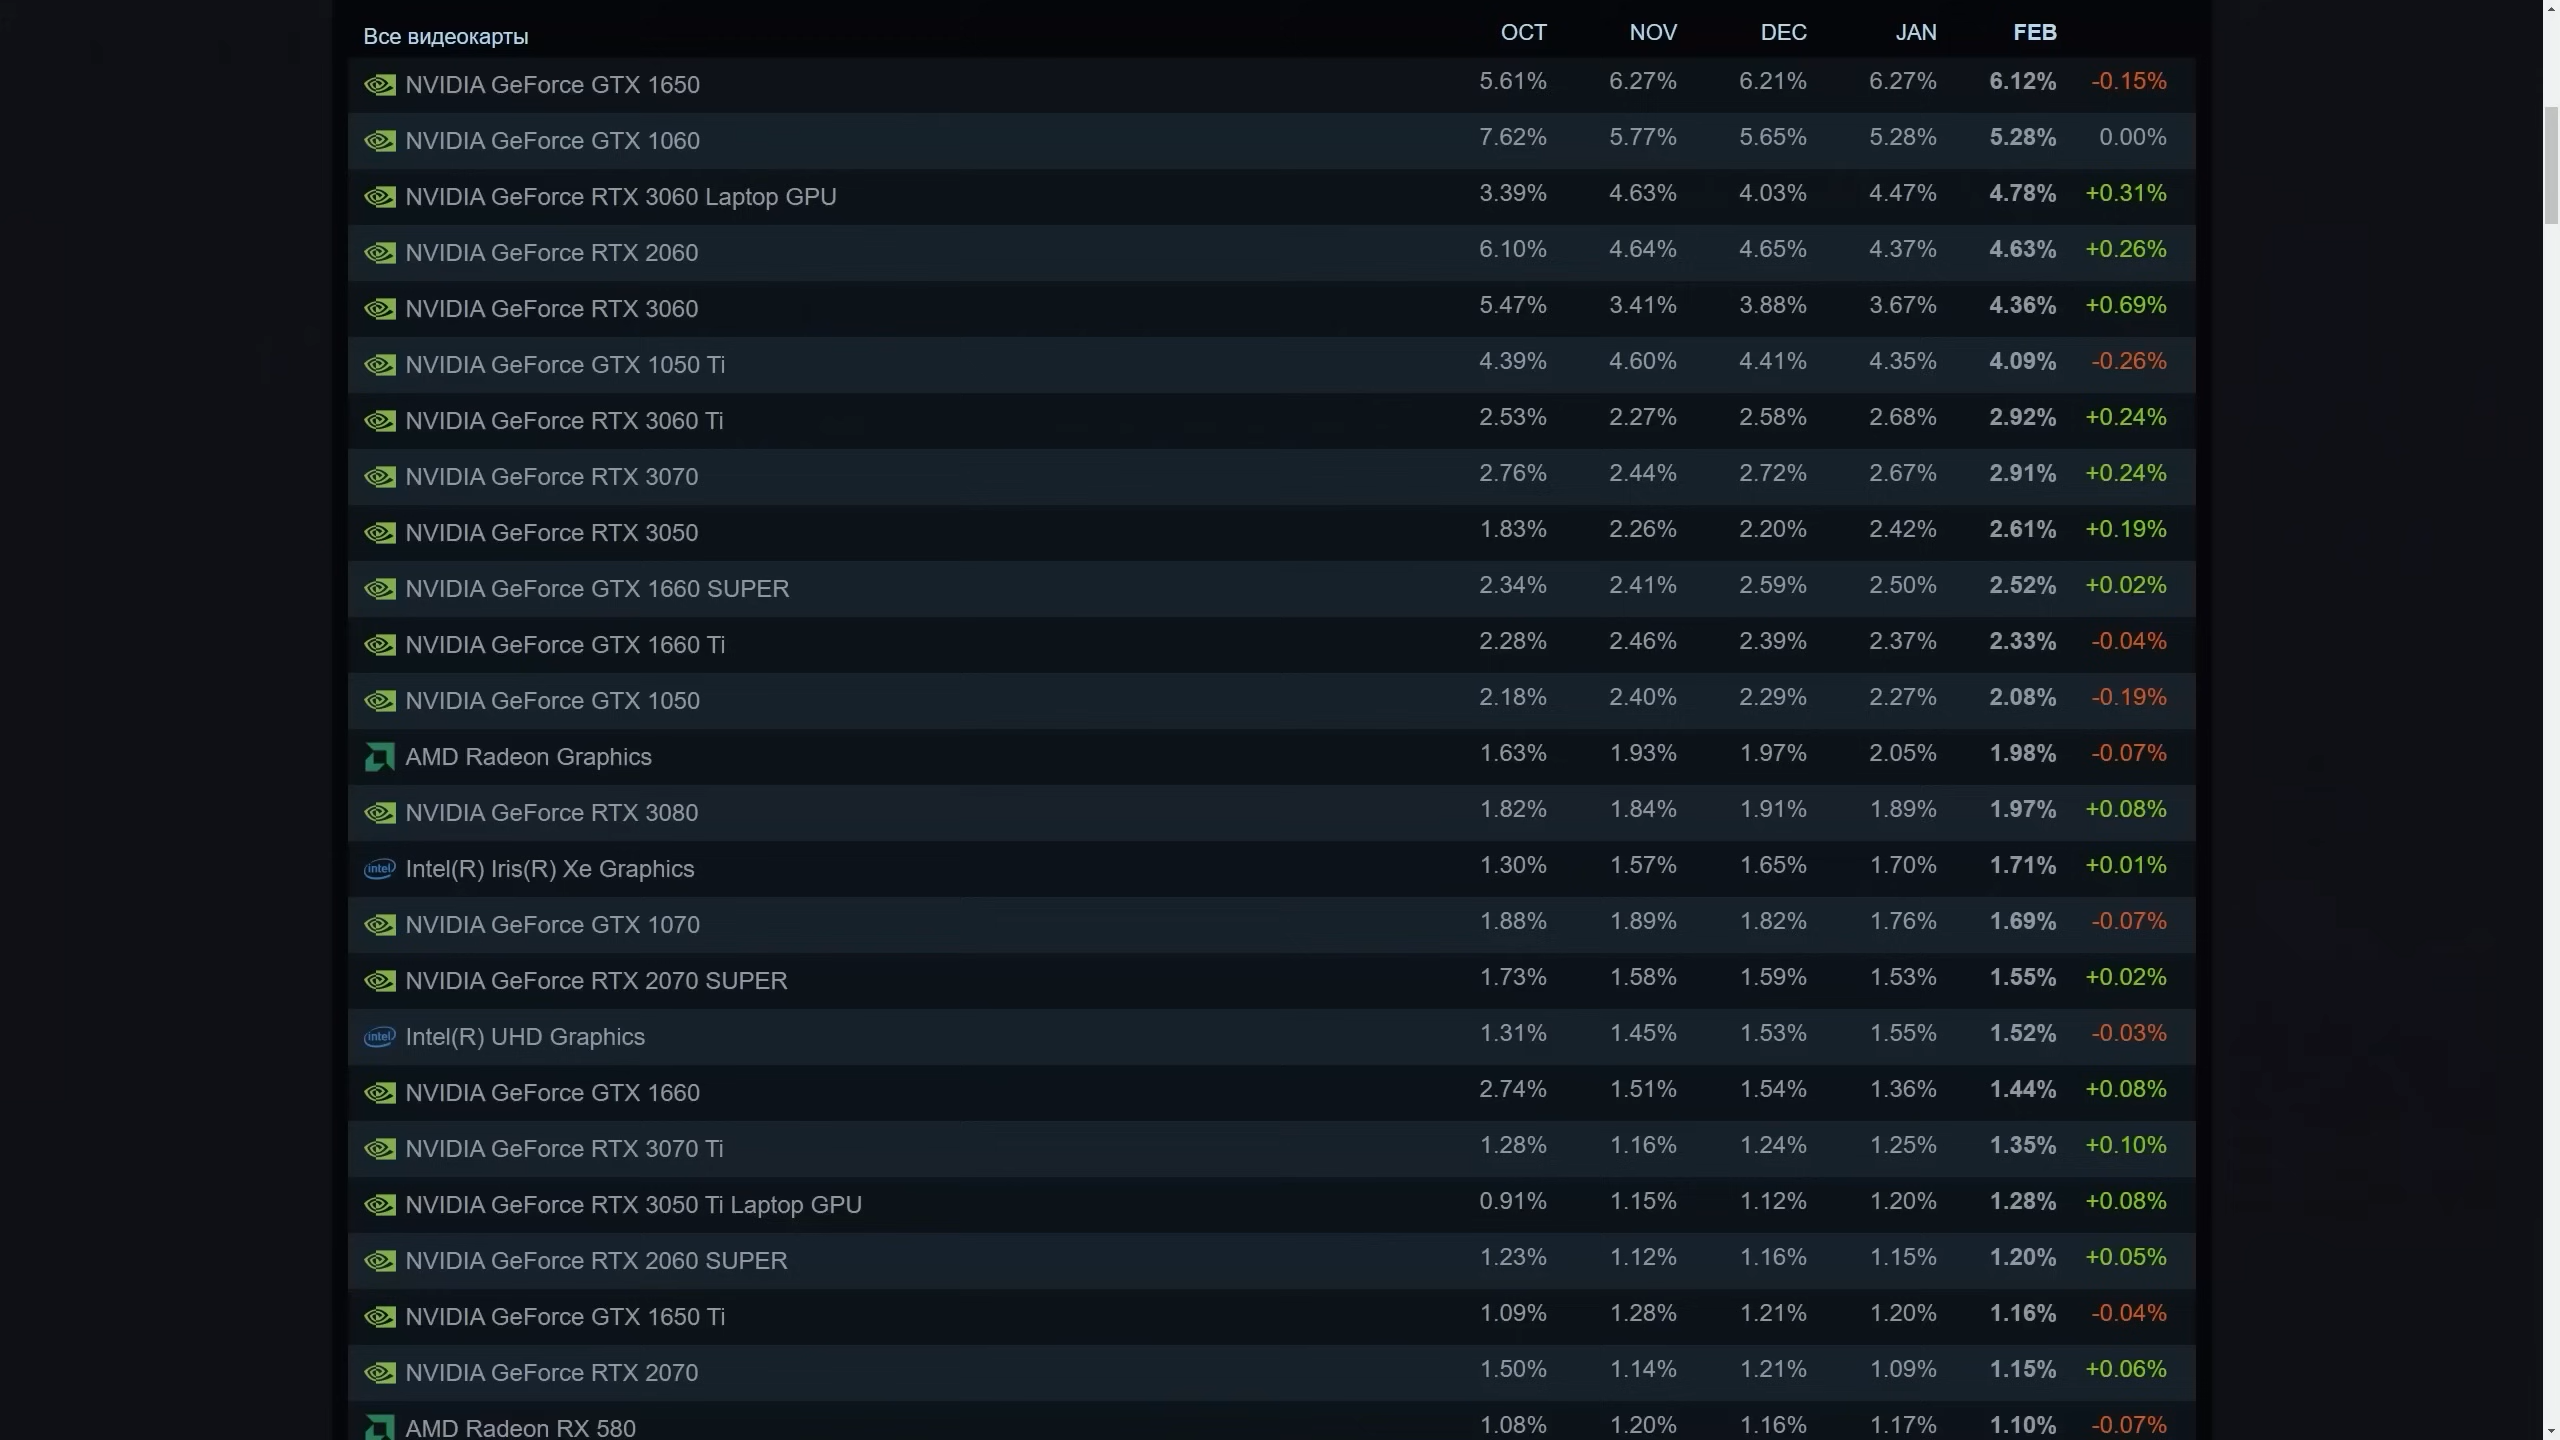 Все видеокарты OCT NOV DEC JAN FEB
NVIDIA GeForce GTX 1650 5.61% 6.27% 6.21% 6.27% 6.12% -0.15%
NVIDIA GeForce GTX 1060 7.62% 5.77% 5.65% 5.28% 5.28% 0.00%
NVIDIA GeForce RTX 3060 Laptop GPU 3.39% 4.63% 4.03% 4.47% 4.78% +0.31%
NVIDIA GeForce RTX 2060 6.10% 4.64% 4.65% 4.37% 4.63% +0.26%
NVIDIA GeForce RTX 3060 5.47% 3.41% 3.88% 3.67% 4.36% +0.69%
NVIDIA GeForce GTX 1050 Ti 4.39% 4.60% 4.41% 4.35% 4.09% -0.26%
NVIDIA GeForce RTX 3060 Ti 2.53% 2.27% 2.58% 2.68% 2.92% +0.24%
NVIDIA GeForce RTX 3070 2.76% 2.44% 2.72% 2.67% 2.91% +0.24%
NVIDIA GeForce RTX 3050 1.83% 2.26% 2.20% 2.42% 2.61% +0.19%
NVIDIA GeForce GTX 1660 SUPER 2.34% 2.41% 2.59% 2.50% 2.52% +0.02%
NVIDIA GeForce GTX 1660 Ti 2.28% 2.46% 2.39% 2.37% 2.33% -0.04%
NVIDIA GeForce GTX 1050 2.18% 2.40% 2.29% 2.27% 2.08% -0.19%
AMD Radeon Graphics 1.63% 1.93% 1.97% 2.05% 1.98% -0.07%
NVIDIA GeForce RTX 3080 1.82% 1.84% 1.91% 1.89% 1.97% +0.08%
intel Intel(R) Iris(R) Xe Graphics 1.30% 1.57% 1.65% 1.70% 1.71% +0.01%
NVIDIA GeForce GTX 1070 1.88% 1.89% 1.82% 1.76% 1.69% -0.07%
NVIDIA GeForce RTX 2070 SUPER 1.73% 1.58% 1.59% 1.53% 1.55% +0.02%
intel Intel(R) UHD Graphics 1.31% 1.45% 1.53% 1.55% 1.52% -0.03%
NVIDIA GeForce GTX 1660 2.74% 1.51% 1.54% 1.36% 1.44% +0.08%
NVIDIA GeForce RTX 3070 Ti 1.28% 1.16% 1.24% 1.25% 1.35% +0.10%
NVIDIA GeForce RTX 3050 Ti Laptop GPU 0.91% 1.15% 1.12% 1.20% 1.28% +0.08%
NVIDIA GeForce RTX 2060 SUPER 1.23% 1.12% 1.16% 1.15% 1.20% +0.05%
NVIDIA GeForce GTX 1650 Ti 1.09% 1.28% 1.21% 1.20% 1.16% -0.04%
NVIDIA GeForce RTX 2070 1.50% 1.14% 1.21% 1.09% 1.15% +0.06%
AMD Radeon RX 580 1.08% 1.20% 1.16% 1.17% 1.10% -0.07%